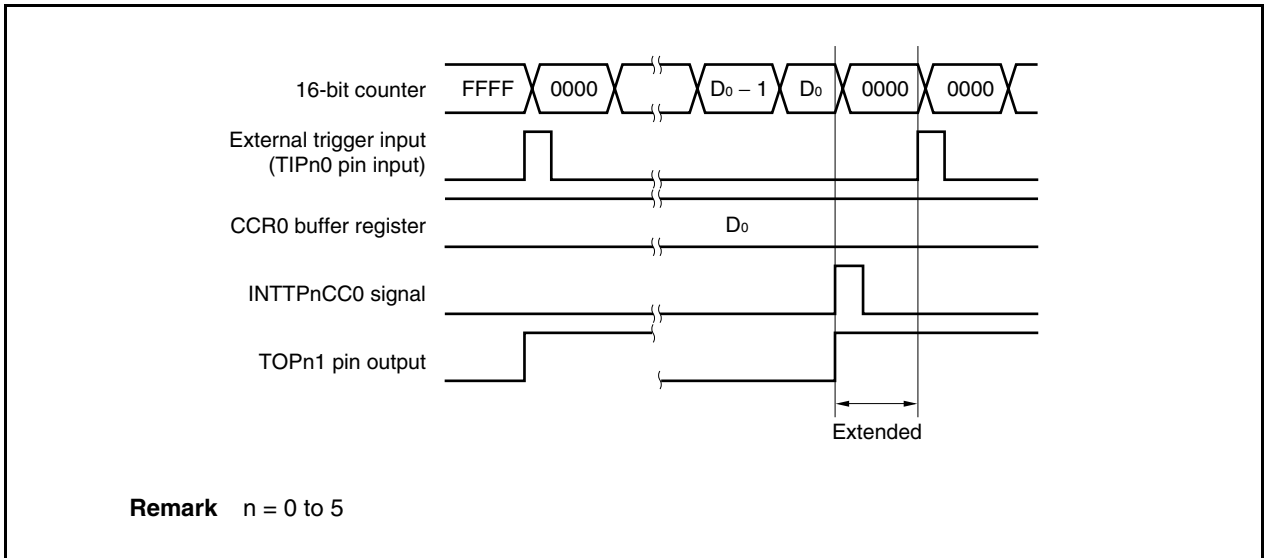 16-bit counter FFFF 0000 D₀ − 1 D₀ 0000 0000
External trigger input
(TIPn0 pin input)
CCR0 buffer register D₀
INTTPnCC0 signal
TOPn1 pin output
Extended
Remark n = 0 to 5